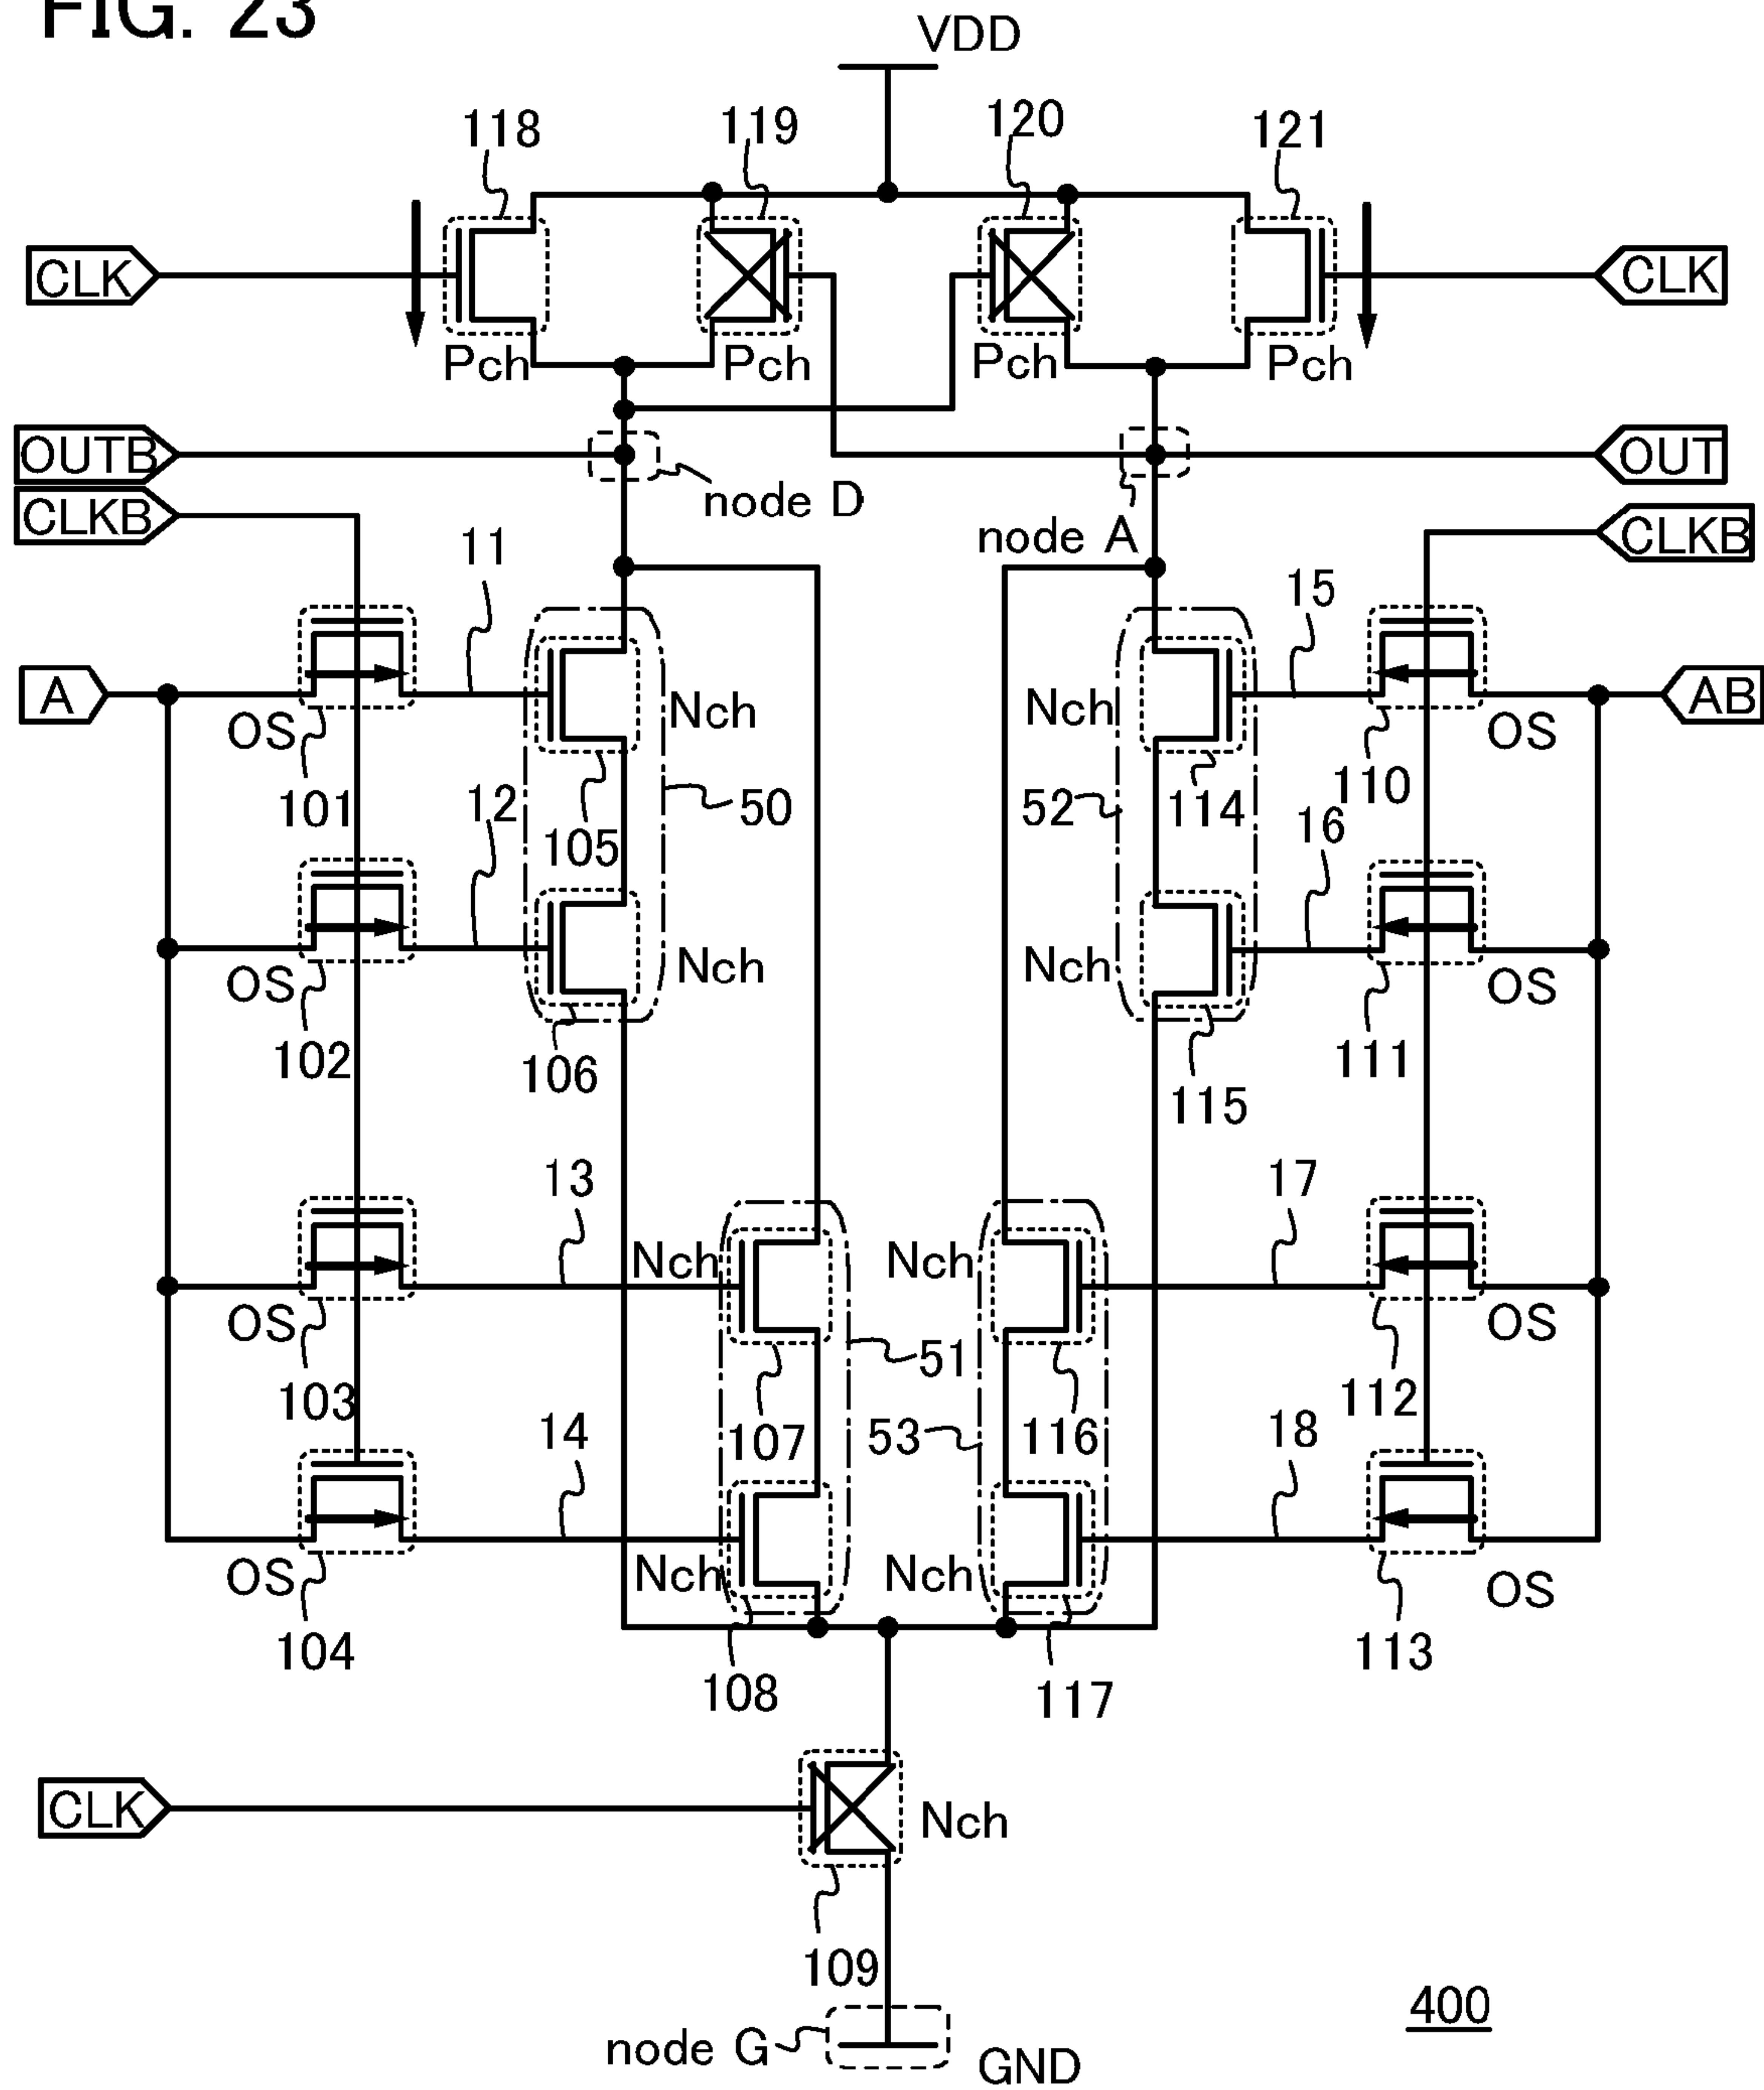 FIG. 23
VDD
118
119
120
121
CLK
CLK
Pch
Pch
Pch
Pch
OUTB
OUT
node D
CLKB
node A
CLKB
11
15
A
Nch
Nch
AB
OS
OS
101
12
50
52
114
110
105
16
Nch
Nch
OS
OS
102
106
111
115
13
17
Nch
Nch
OS
OS
51
103
112
14
107
53
116
18
OS
Nch
Nch
OS
104
113
108
117
CLK
Nch
109
400
node G
GND